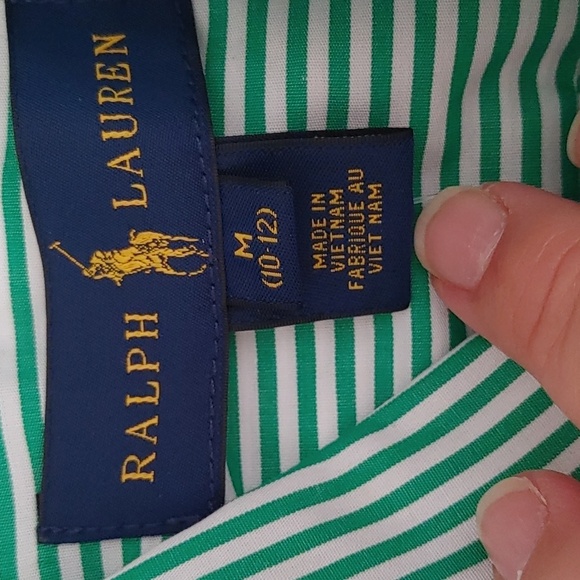 RALPH LAUREN
M
(10-12)
MADE IN
VIETNAM
FABRIQUE AU
VIET NAM